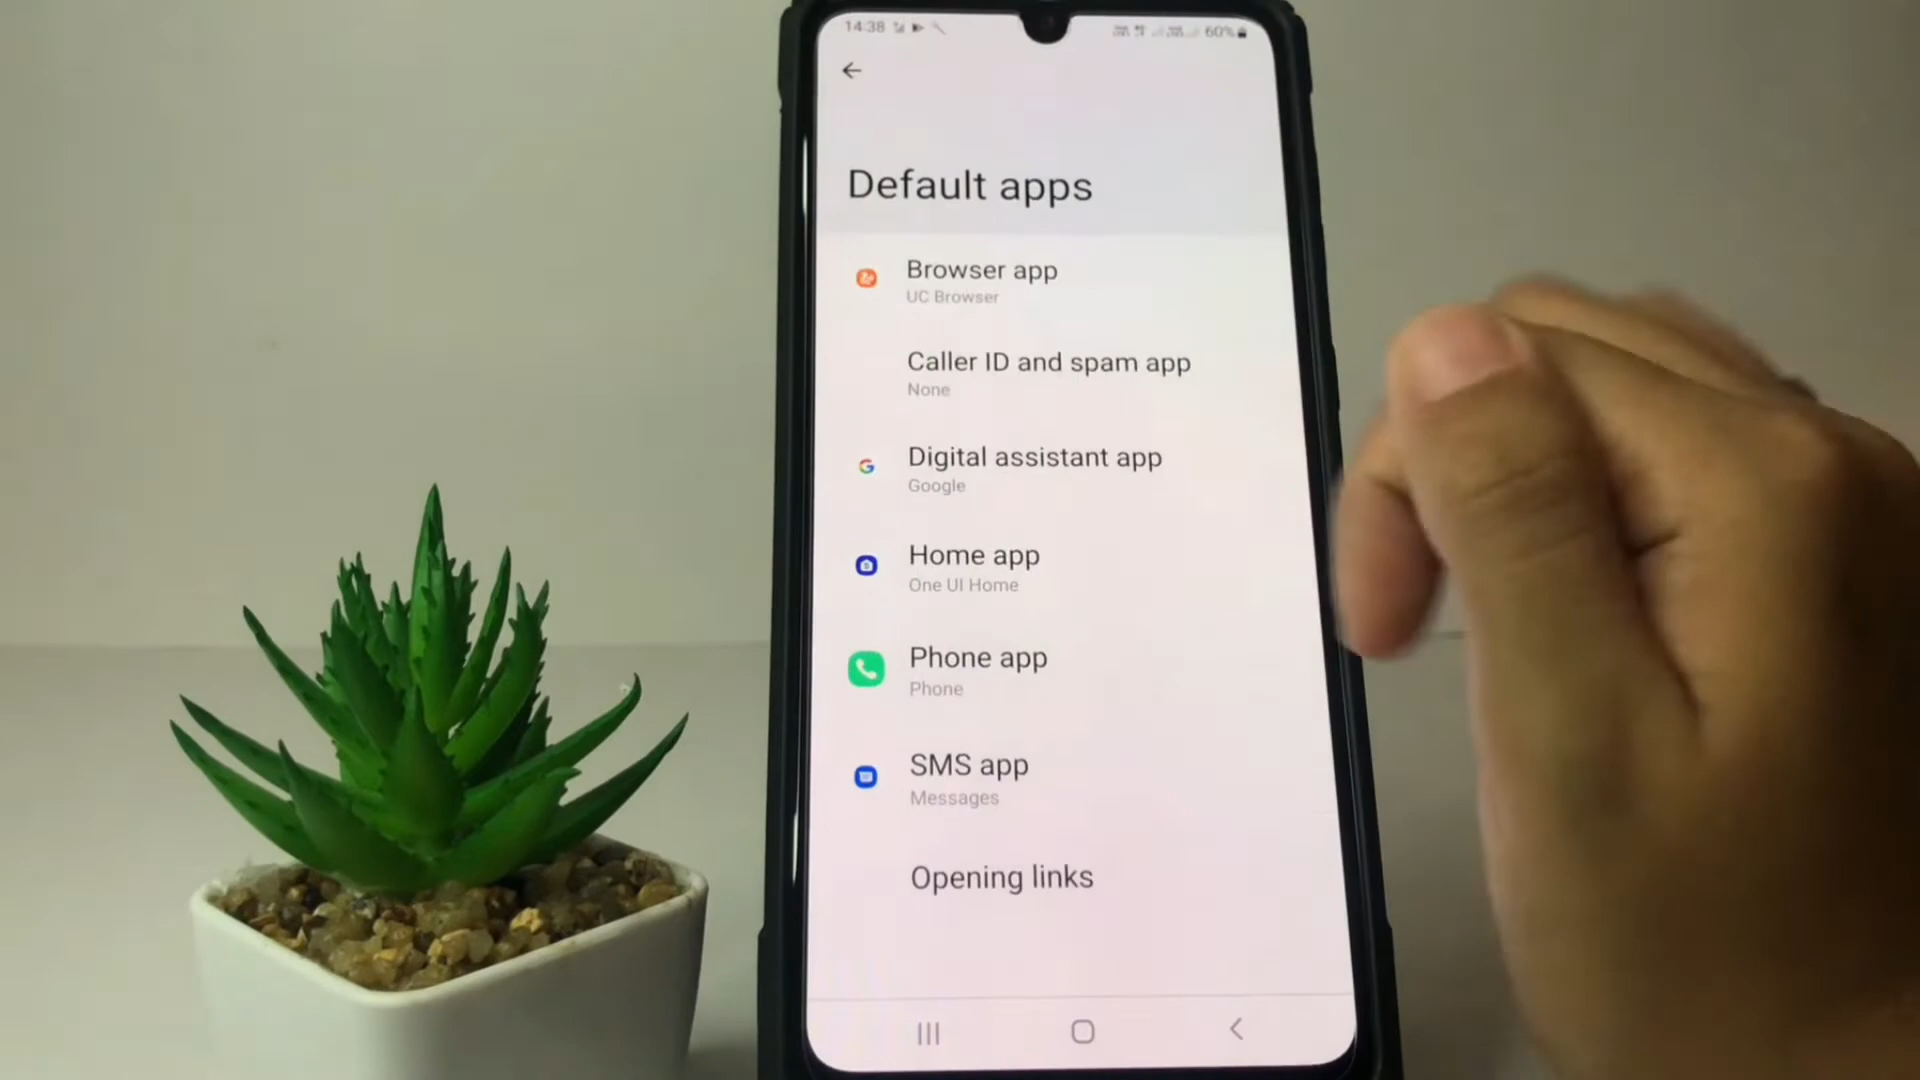 14:38
60%
Default apps
Browser app
UC Browser
Caller ID and spam app
None
Digital assistant app
Google
Home app
One UI Home
Phone app
Phone
SMS app
Messages
Opening links